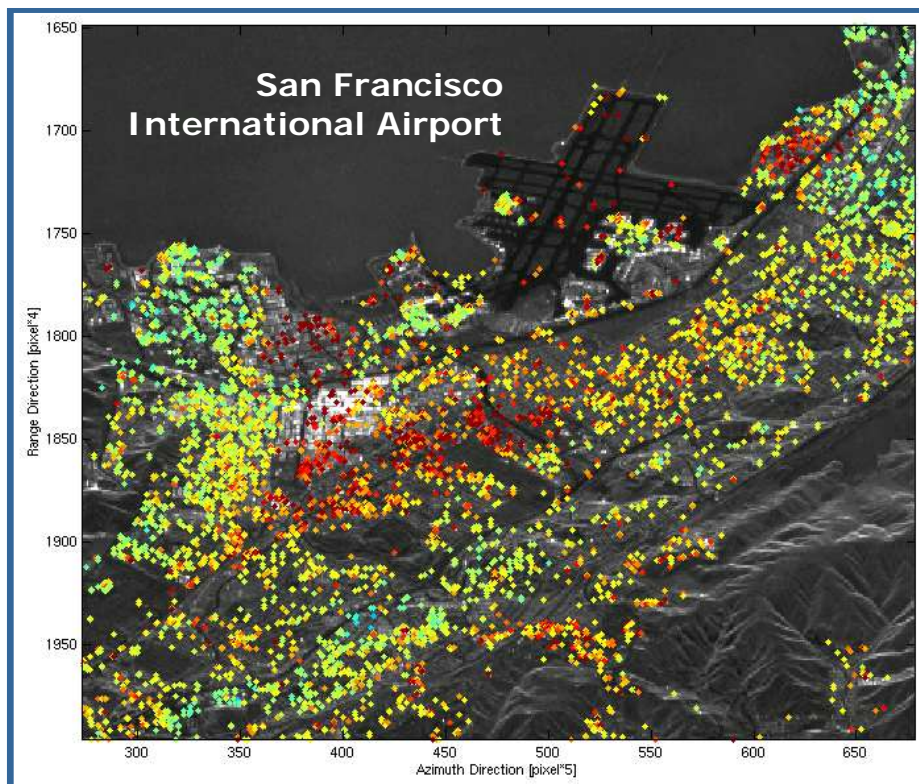 San Francisco
International Airport
1650
1700
1750
1800
1850
1900
1950
Range Direction [pixel*4]
300 350 400 450 500 550 600 650
Azimuth Direction [pixel*5]